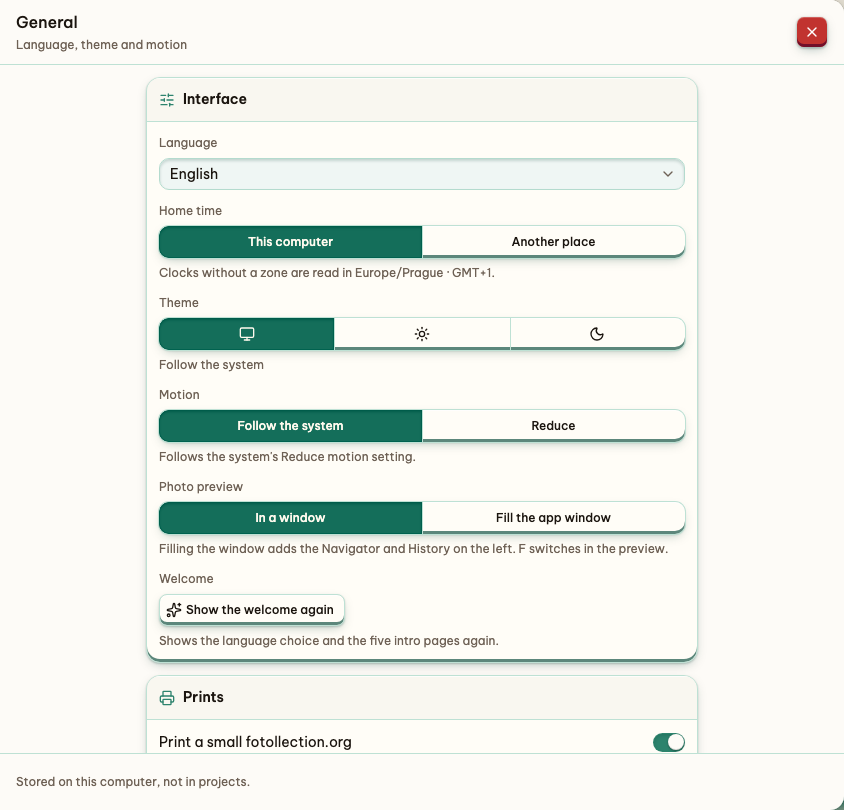 General
Language, theme and motion
Interface
Language
English
Home time
This computer
Another place
Clocks without a zone are read in Europe/Prague · GMT+1.
Theme
Follow the system
Motion
Follow the system
Reduce
Follows the system's Reduce motion setting.
Photo preview
In a window
Fill the app window
Filling the window adds the Navigator and History on the left. F switches in the preview.
Welcome
Show the welcome again
Shows the language choice and the five intro pages again.
Prints
Print a small fotollection.org
Stored on this computer, not in projects.